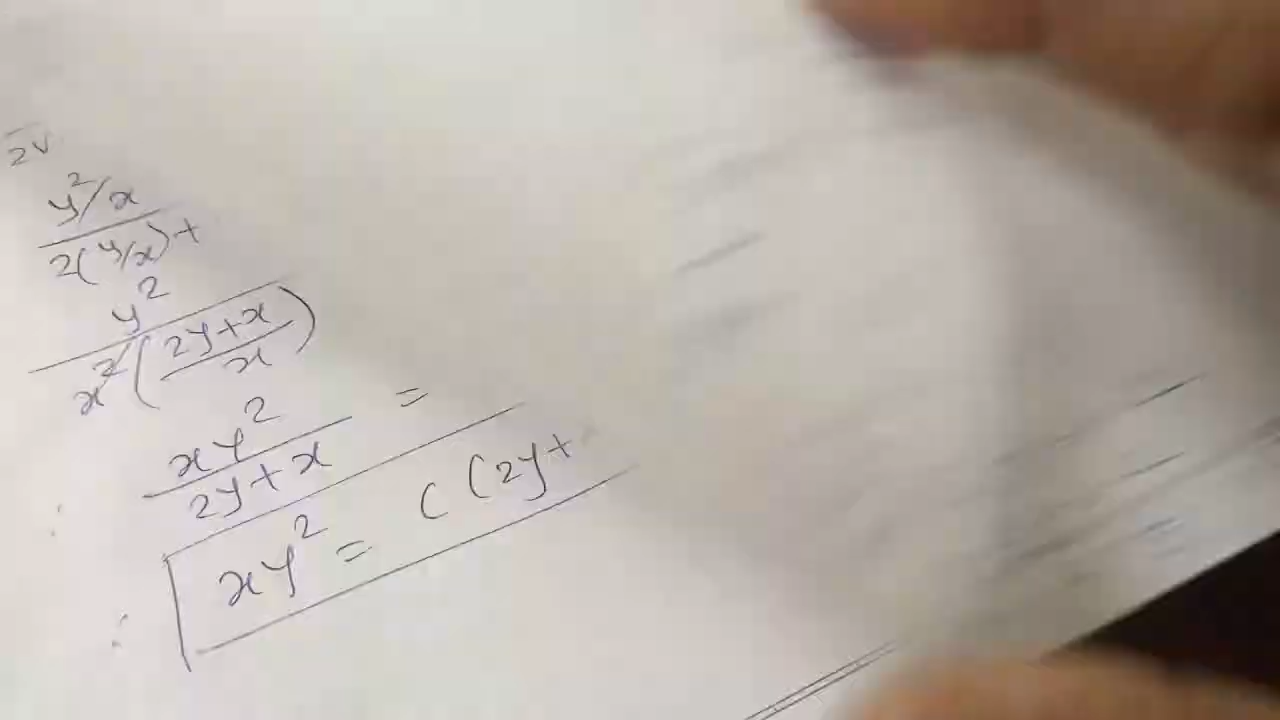 2v
y²/x / 2(y/x)+
y² / x²((2y+x)/x)
xy² / 2y+x =
∴ xy² = c(2y+